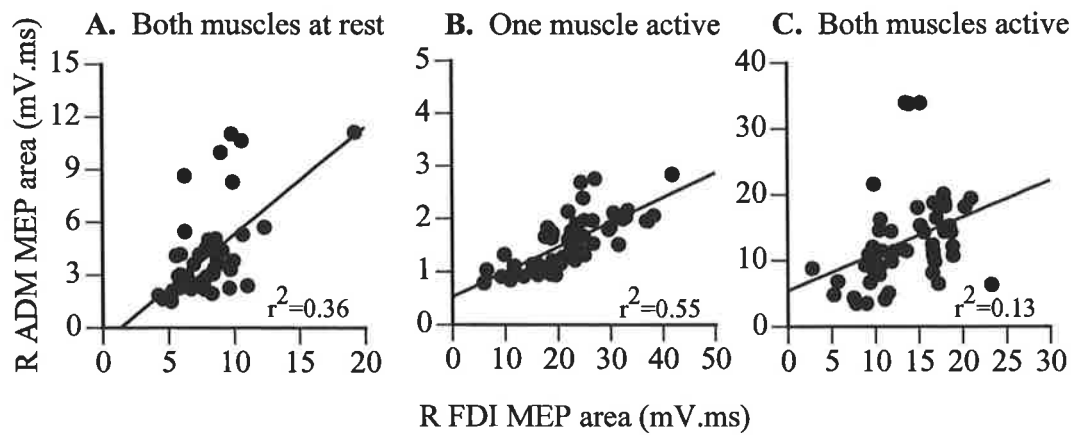 A. Both muscles at rest
B. One muscle active
C. Both muscles active
R ADM MEP area (mV.ms)
15
12
9
6
3
0
0 5 10 15 20
r²=0.36
5
4
3
2
1
0
0 10 20 30 40 50
r²=0.55
40
30
20
10
0
0 5 10 15 20 25 30
r²=0.13
R FDI MEP area (mV.ms)